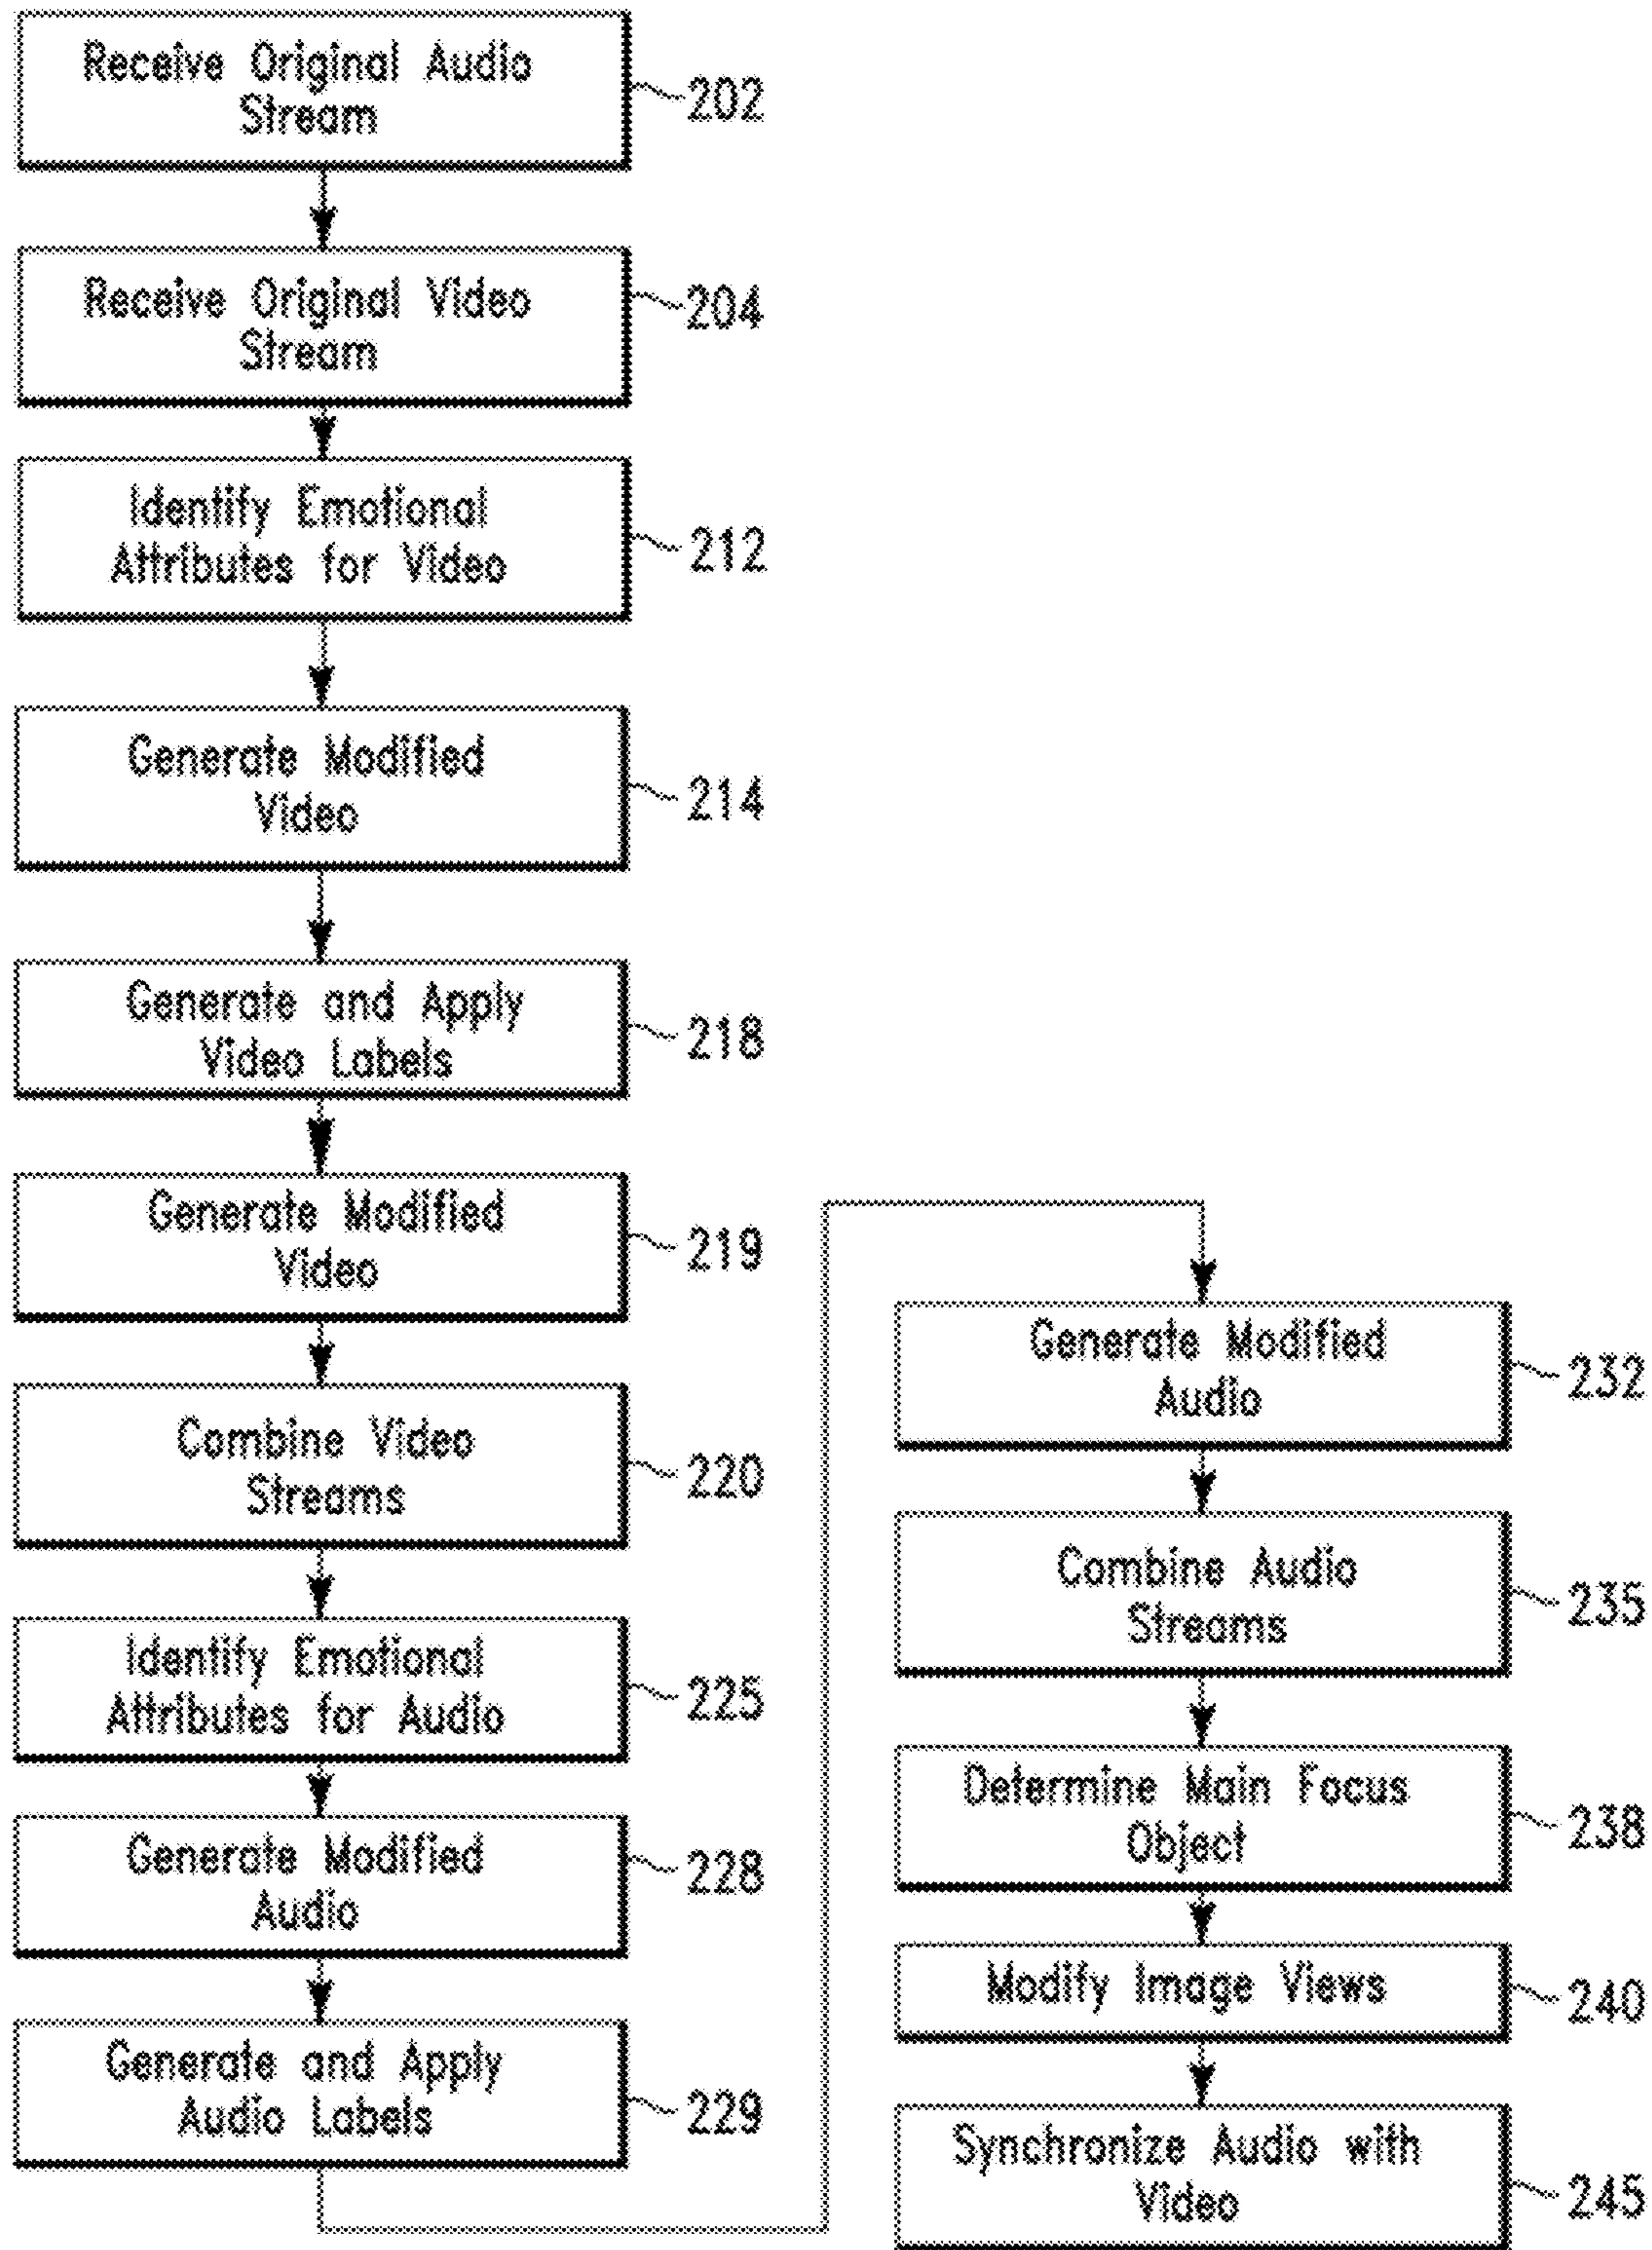 Receive Original Audio
Stream
202
Receive Original Video
Stream
204
Identify Emotional
Attributes for Video
212
Generate Modified
Video
214
Generate and Apply
Video Labels
218
Generate Modified
Video
219
Combine Video
Streams
220
Identify Emotional
Attributes for Audio
225
Generate Modified
Audio
228
Generate and Apply
Audio Labels
229
Generate Modified
Audio
232
Combine Audio
Streams
235
Determine Main Focus
Object
238
Modify Image Views
240
Synchronize Audio with
Video
245